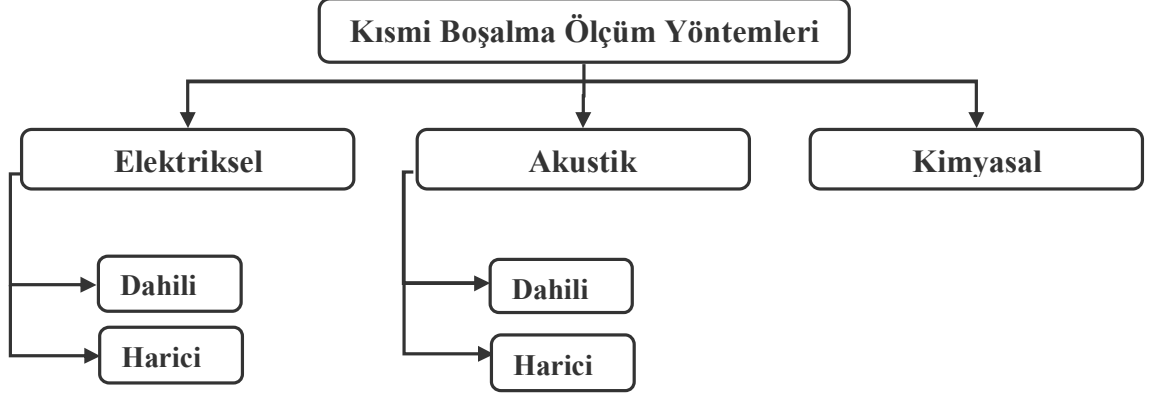 Kısmi Boşalma Ölçüm Yöntemleri
Elektriksel
Akustik
Kimyasal
Dahili
Harici
Dahili
Harici